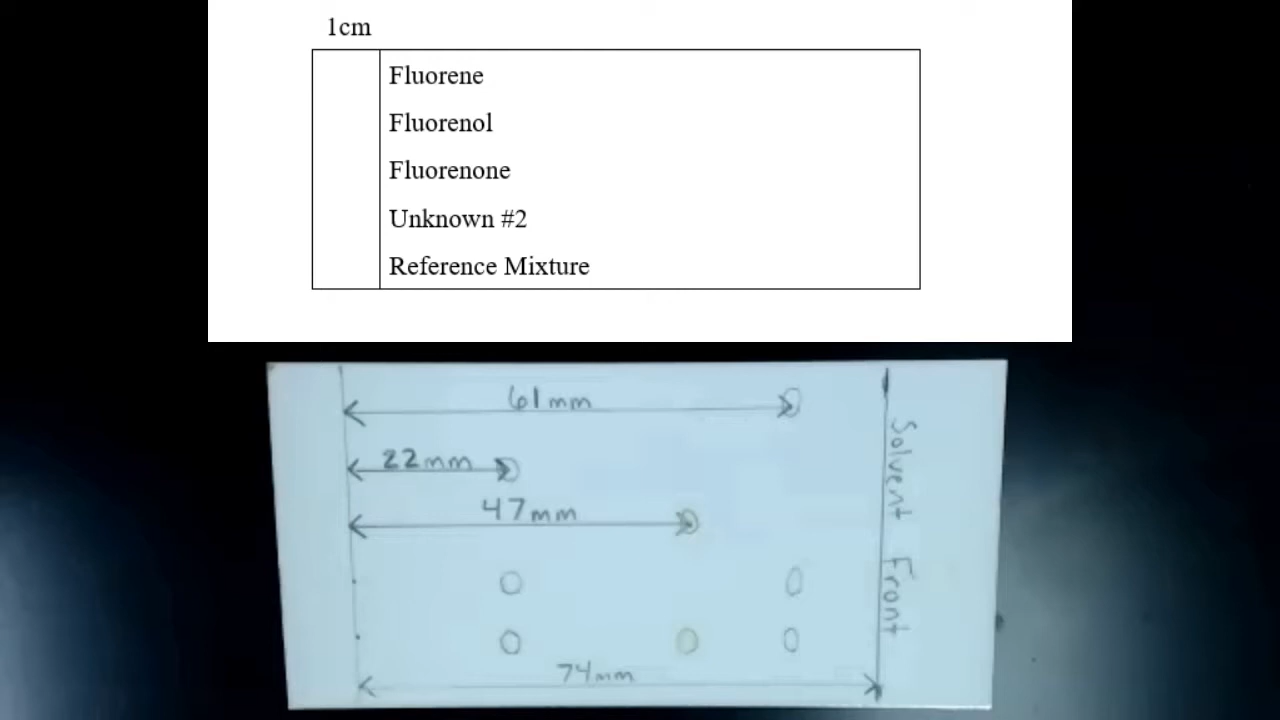 1cm
Fluorene
Fluorenol
Fluorenone
Unknown #2
Reference Mixture
61mm
22mm
47mm
Solvent Front
74mm